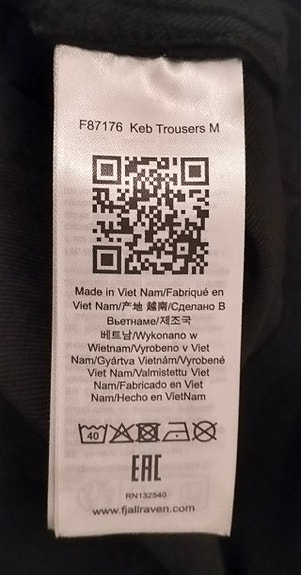 F87176 Keb Trousers M
Made in Viet Nam/Fabriqué en
Viet Nam/产地 越南/Сделано В
Вьетнаме/제조국
베트남/Wykonano w
Wietnam/Vyrobeno v Viet
Nam/Gyártva Vietnám/Vyrobené
Viet Nam/Valmistettu Viet
Nam/Fabricado en Viet
Nam/Hecho en VietNam
40
EAC
RN132840
www.fjallraven.com